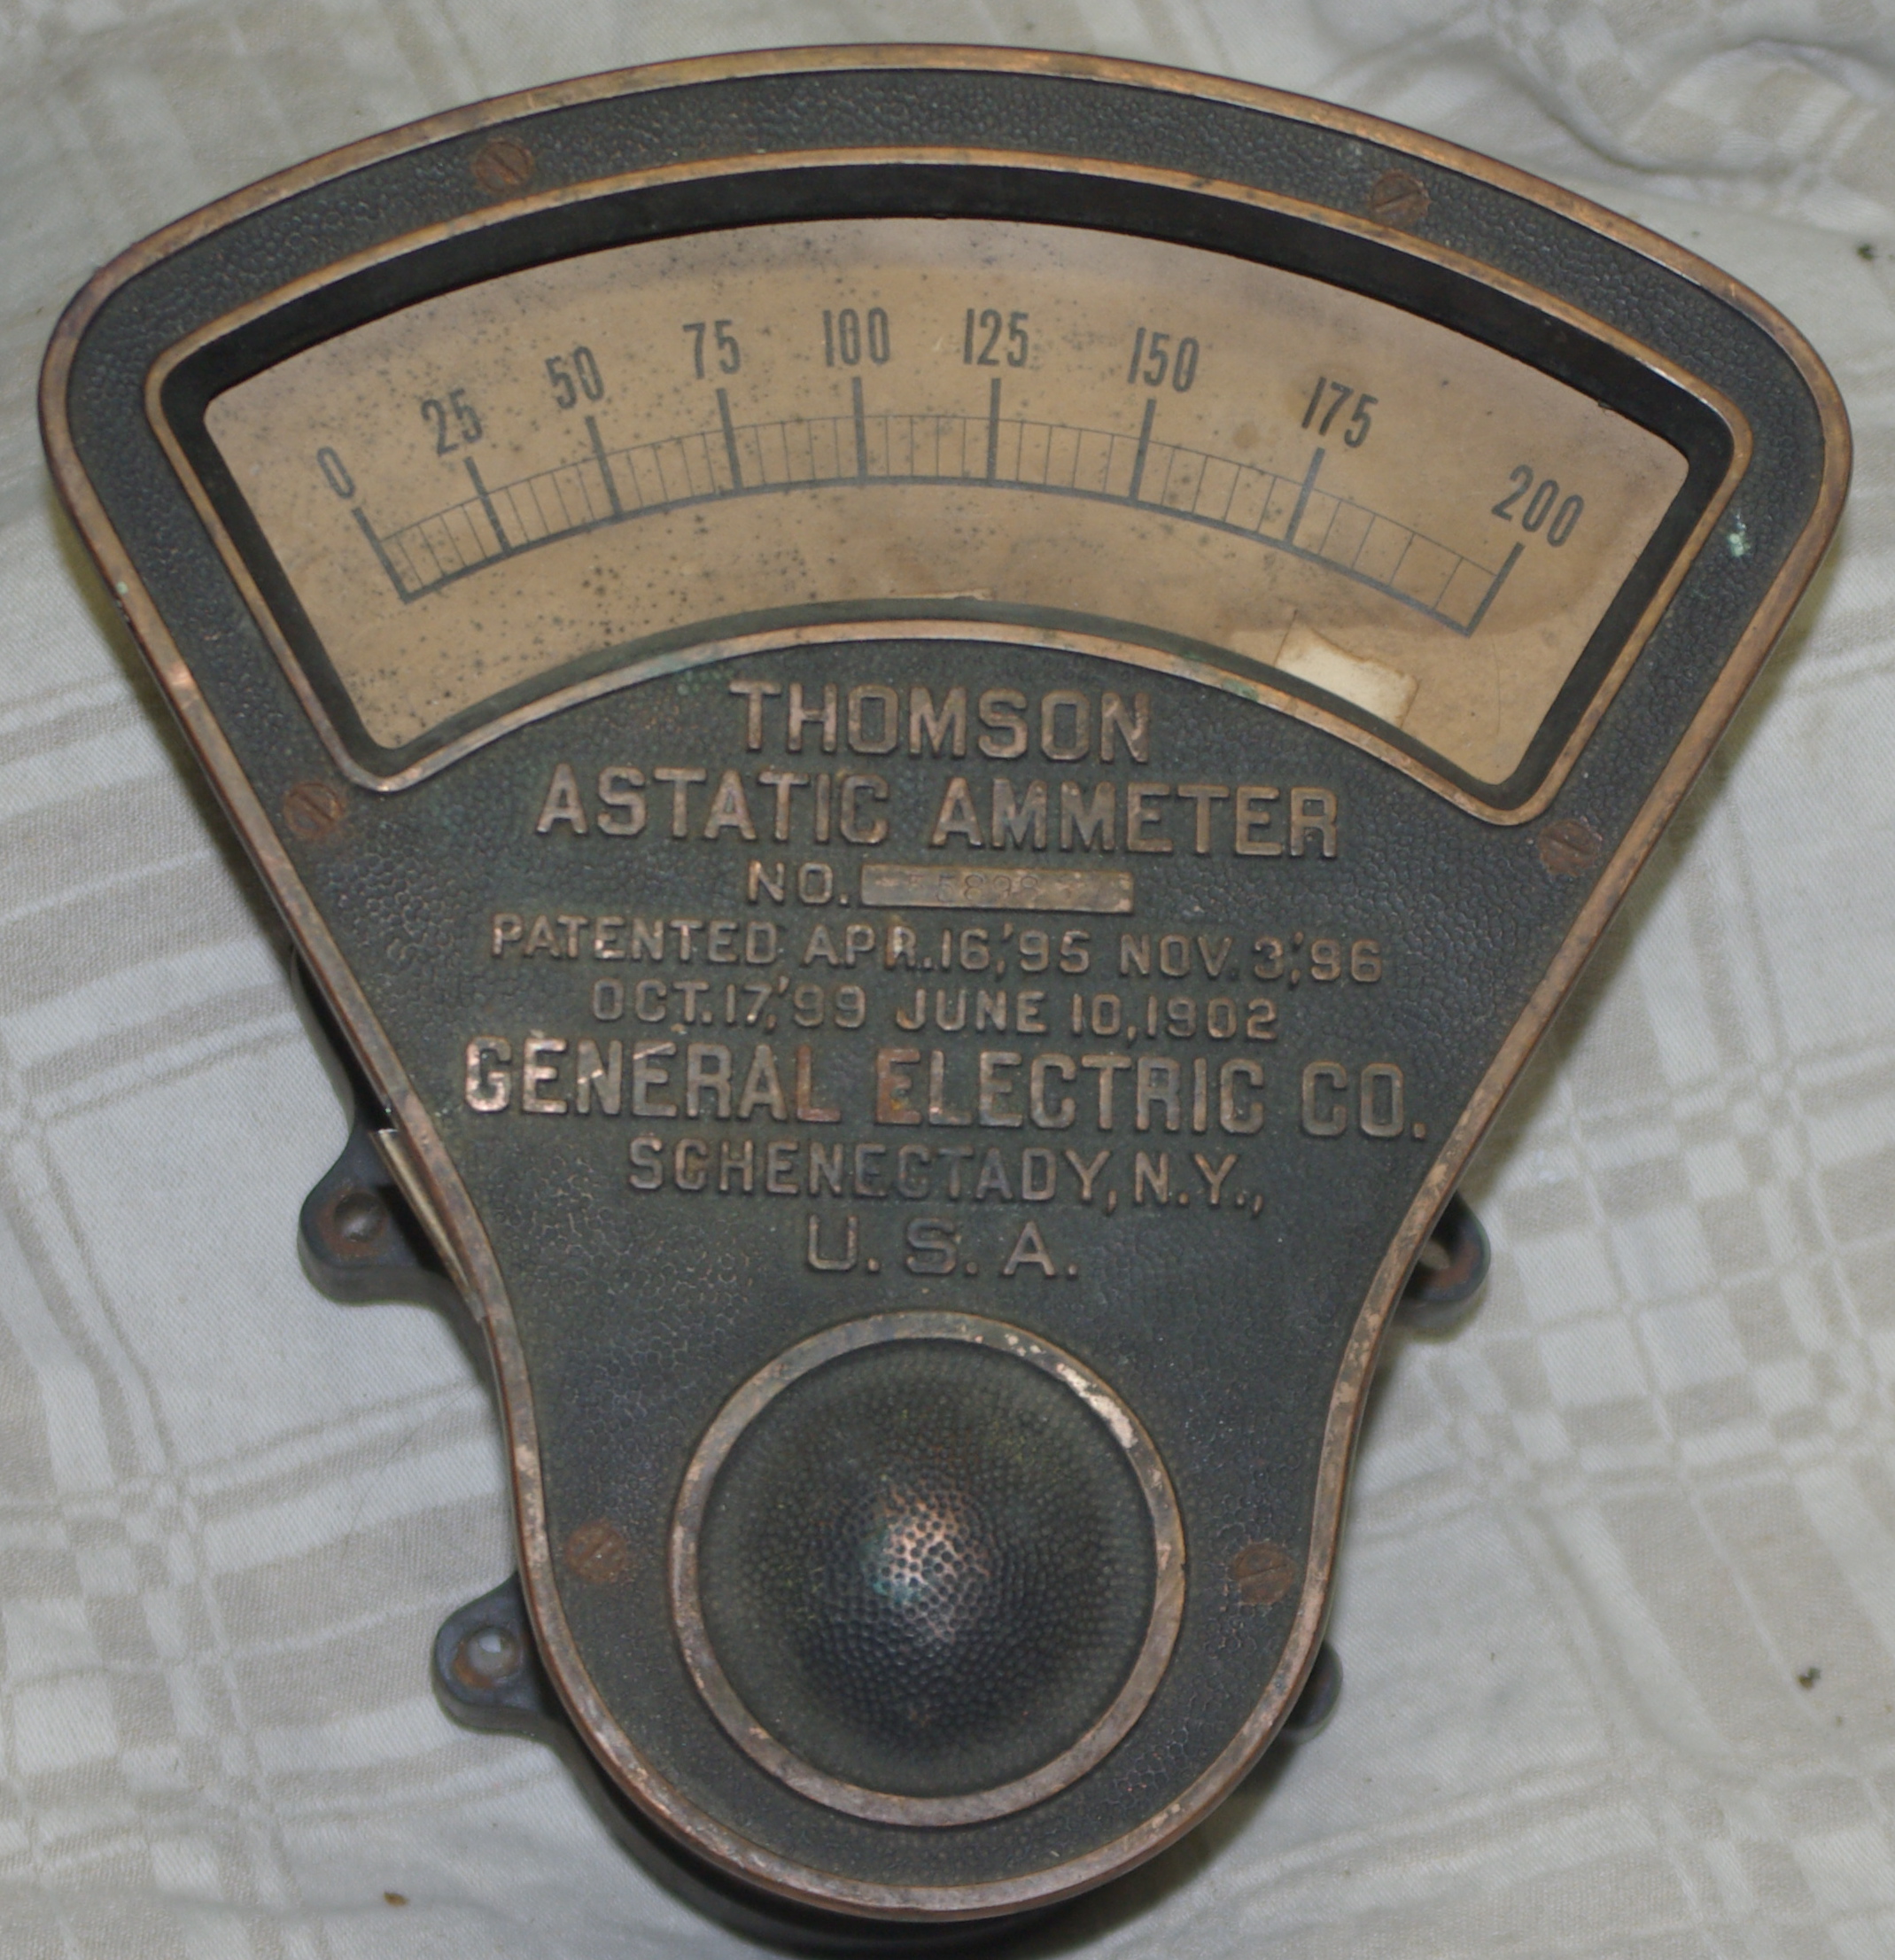 0 25 50 75 100 125 150 175 200
THOMSON
ASTATIC AMMETER
NO.
PATENTED APR.16,'95 NOV.3,'96
OCT.17,'99 JUNE 10,1902
GENERAL ELECTRIC CO.
SCHENECTADY, N.Y.,
U.S.A.